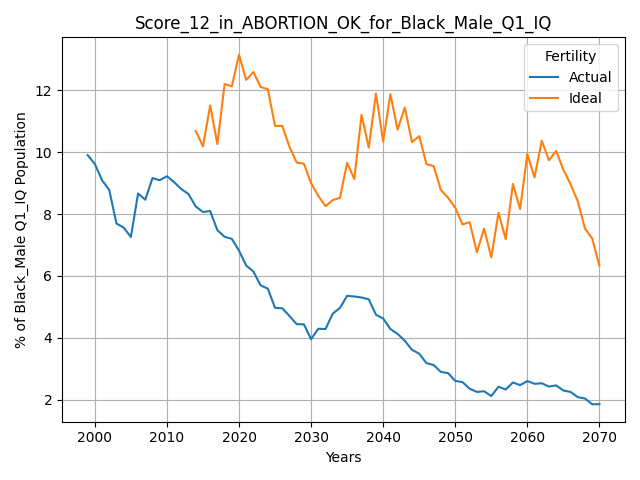 Score_12_in_ABORTION_OK_for_Black_Male_Q1_IQ
Fertility
Actual
Ideal
% of Black_Male Q1_IQ Population
12
10
8
6
4
2
2000 2010 2020 2030 2040 2050 2060 2070
Years